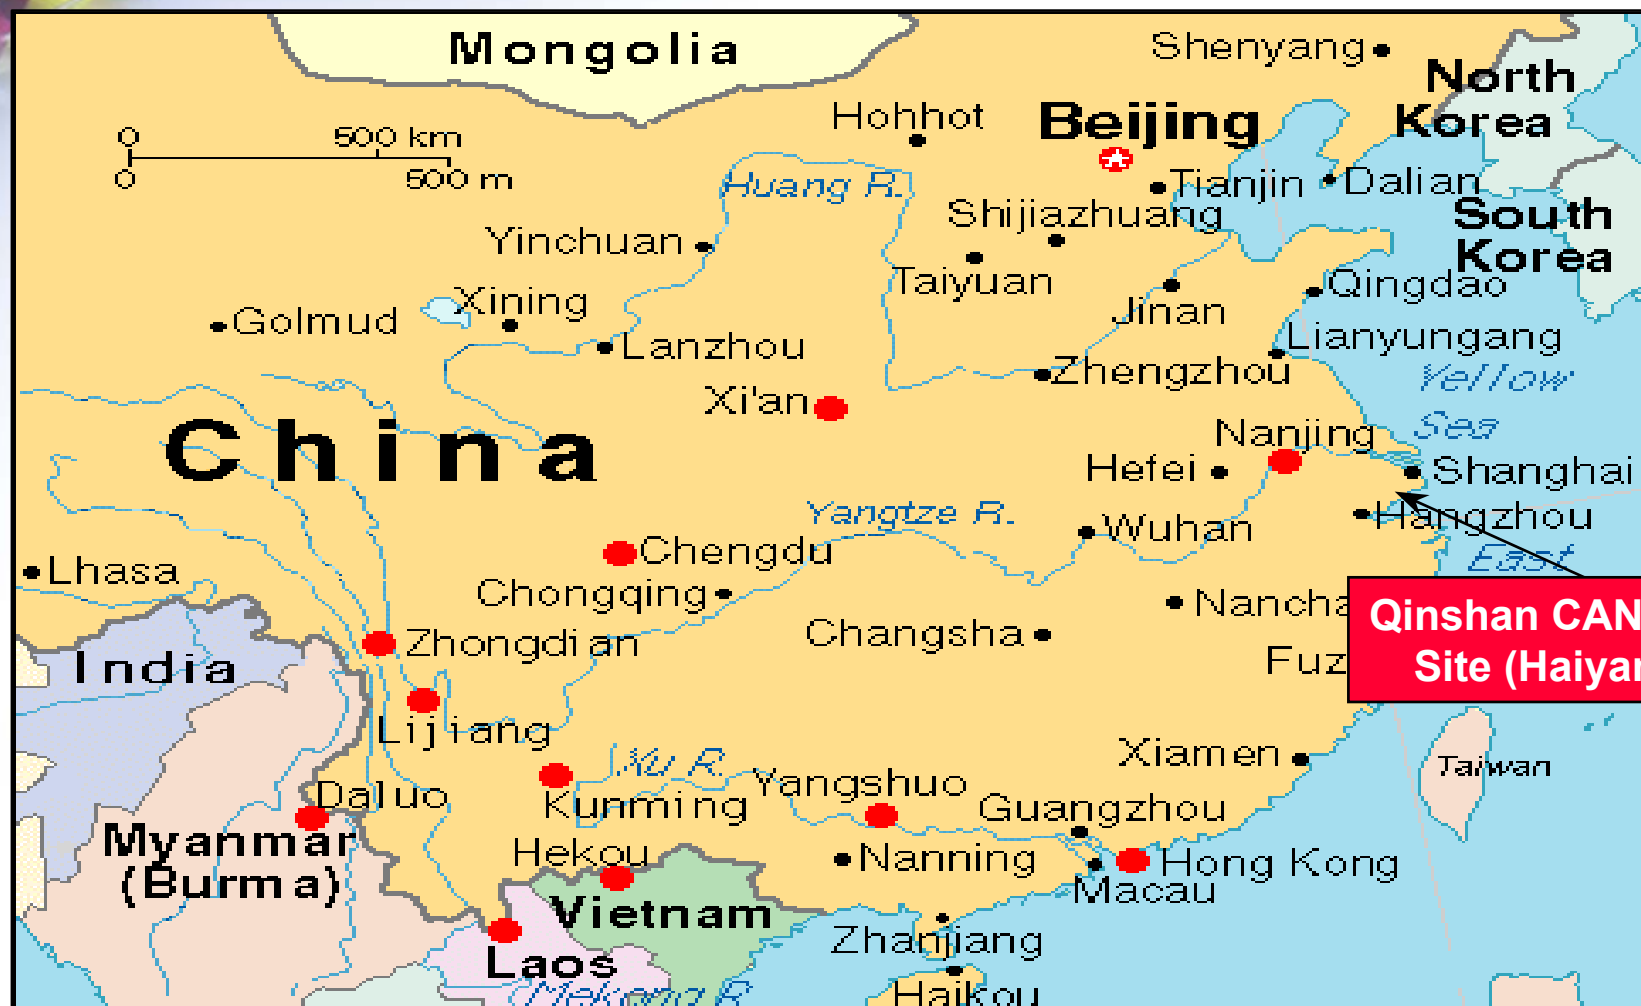 Mongolia
Shenyang
North
Korea
0 500 km
0 500 m
Hohhot
Beijing
Huang R.
Tianjin
Dalian
Shijiazhuang
South
Korea
Yinchuan
Taiyuan
Jinan
Qingdao
Xining
Golmud
Lanzhou
Lianyungang
Zhengzhou
Yellow
Sea
Xi'an
China
Nanjing
Hefei
Shanghai
Yangtze R.
Wuhan
Hangzhou
East
Chengdu
Lhasa
Chongqing
Nancha
Changsha
Zhongdian
Fuz
Qinshan CAN
Site (Haiyan
India
Lijiang
Xiamen
Taiwan
Xu R.
Yangshuo
Daluo
Kunming
Guangzhou
Myanmar
(Burma)
Hekou
Nanning
Hong Kong
Macau
Vietnam
Zhanjiang
Laos
Mekong R
Haikou